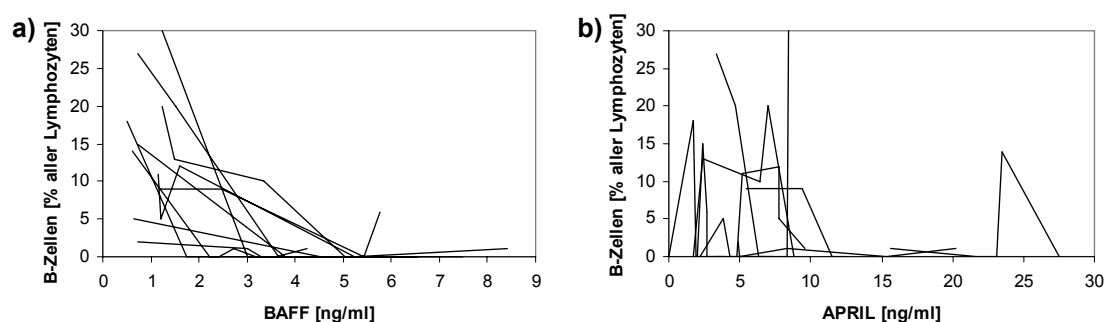 a)
B-Zellen [% aller Lymphozyten]
30
25
20
15
10
5
0
0 1 2 3 4 5 6 7 8 9
BAFF [ng/ml]
b)
B-Zellen [% aller Lymphozyten]
30
25
20
15
10
5
0
0 5 10 15 20 25 30
APRIL [ng/ml]